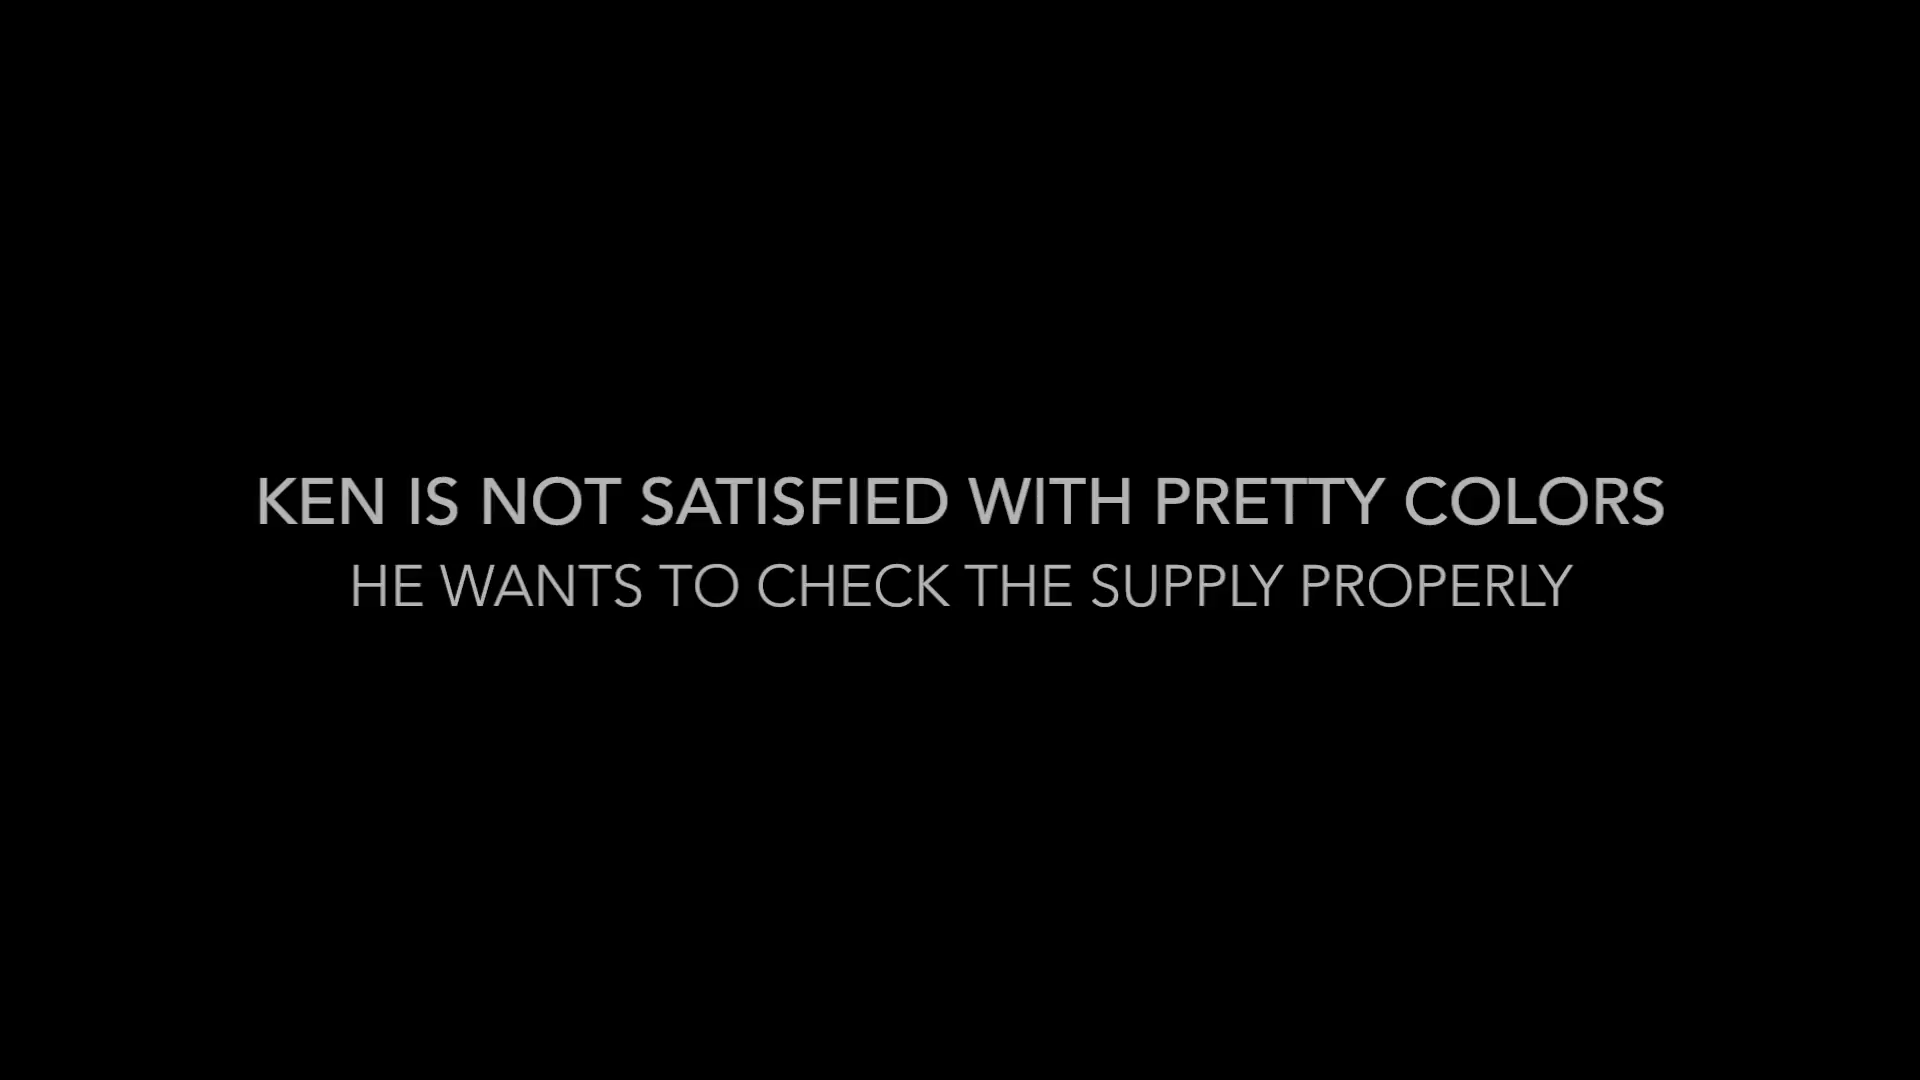 KEN IS NOT SATISFIED WITH PRETTY COLORS
HE WANTS TO CHECK THE SUPPLY PROPERLY